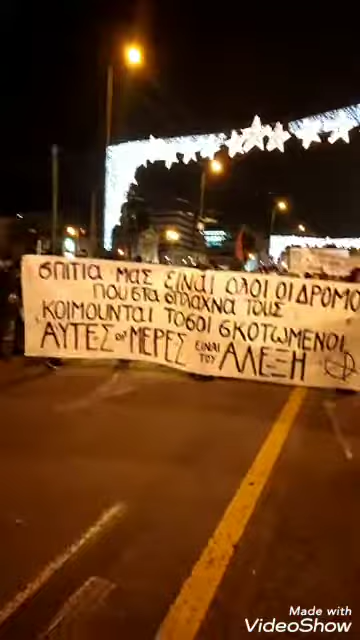 σπιτια μας ειναι ολοι οι δρομο
που στα σπλαχνα τους
κοιμουνται τοσοι σκοτωμενοι
ΑΥΤΕΣ οι ΜΕΡΕΣ ειναι του ΑΛΕΞΗ
Made with
VideoShow